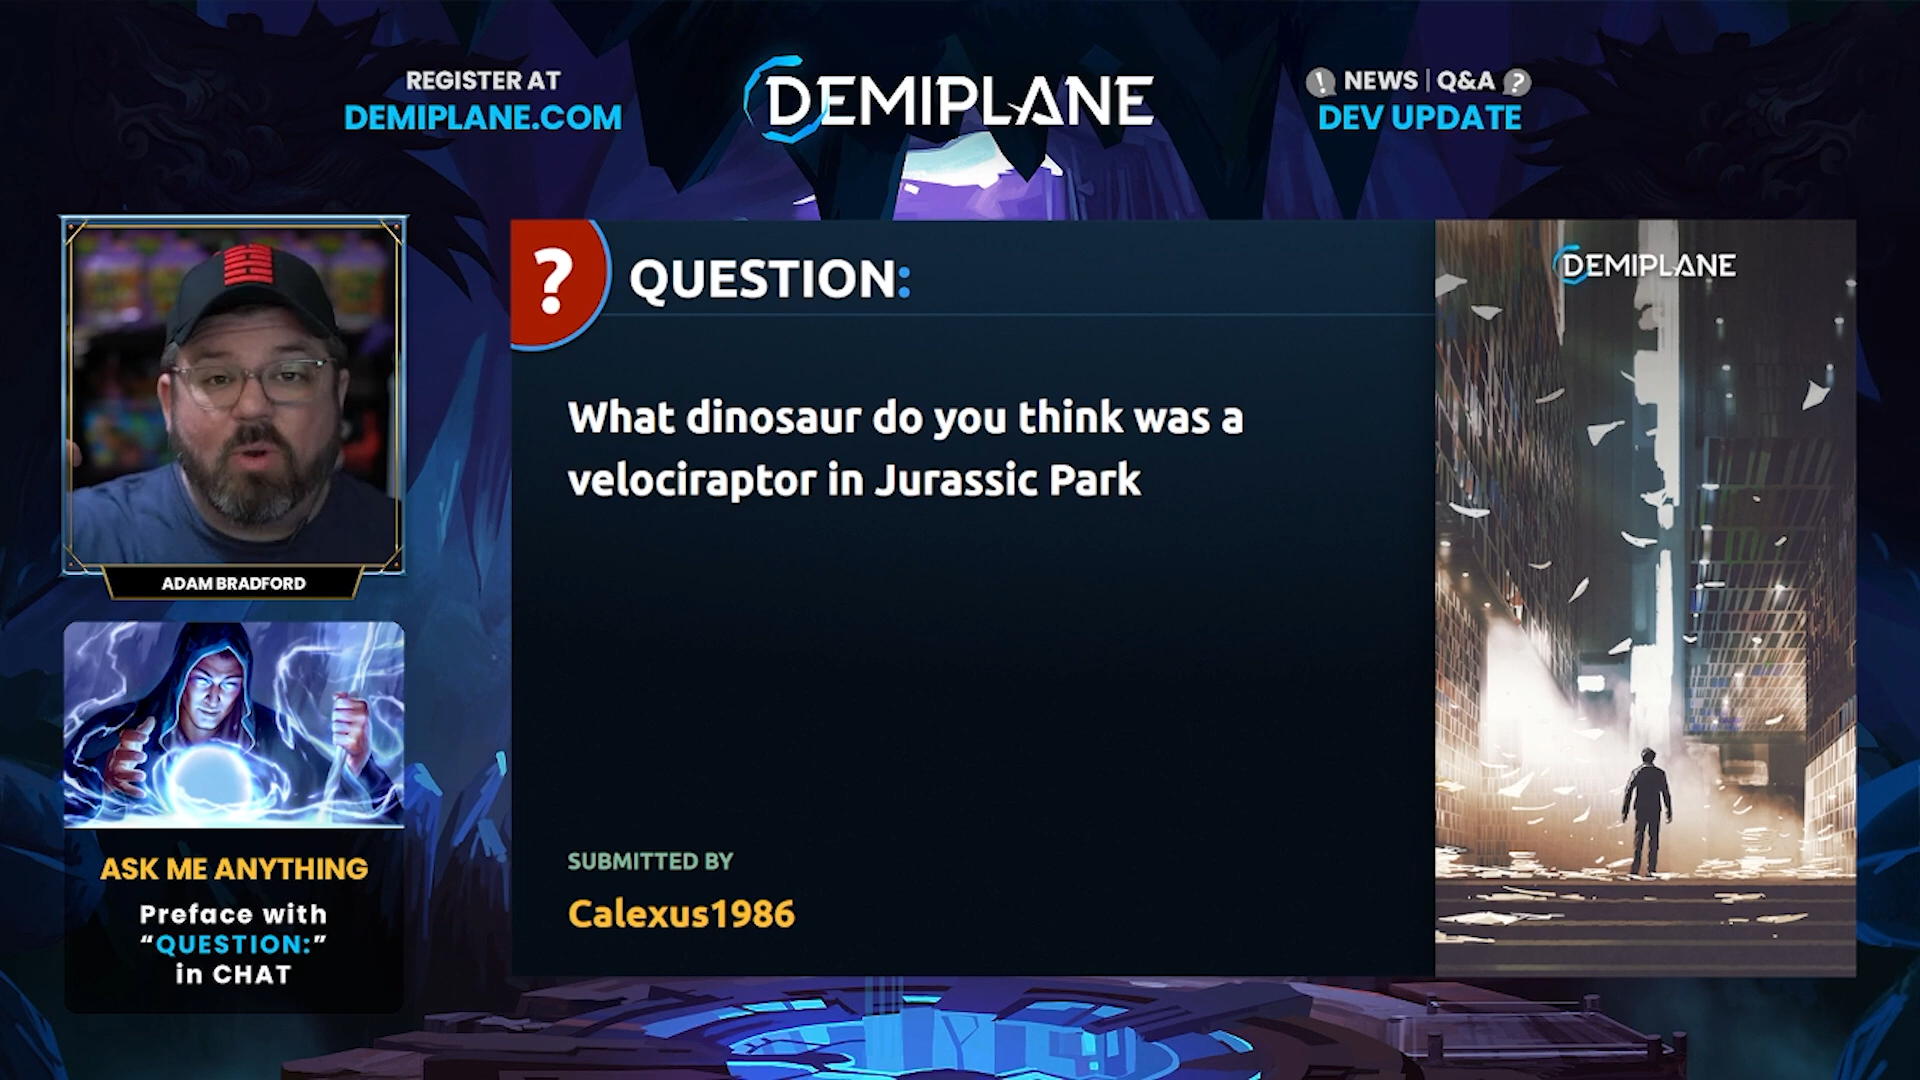 REGISTER AT
DEMIPLANE.COM
DEMIPLANE
! NEWS | Q&A ?
DEV UPDATE
? QUESTION:
What dinosaur do you think was a
velociraptor in Jurassic Park
SUBMITTED BY
Calexus1986
DEMIPLANE
ADAM BRADFORD
ASK ME ANYTHING
Preface with
“QUESTION:”
in CHAT